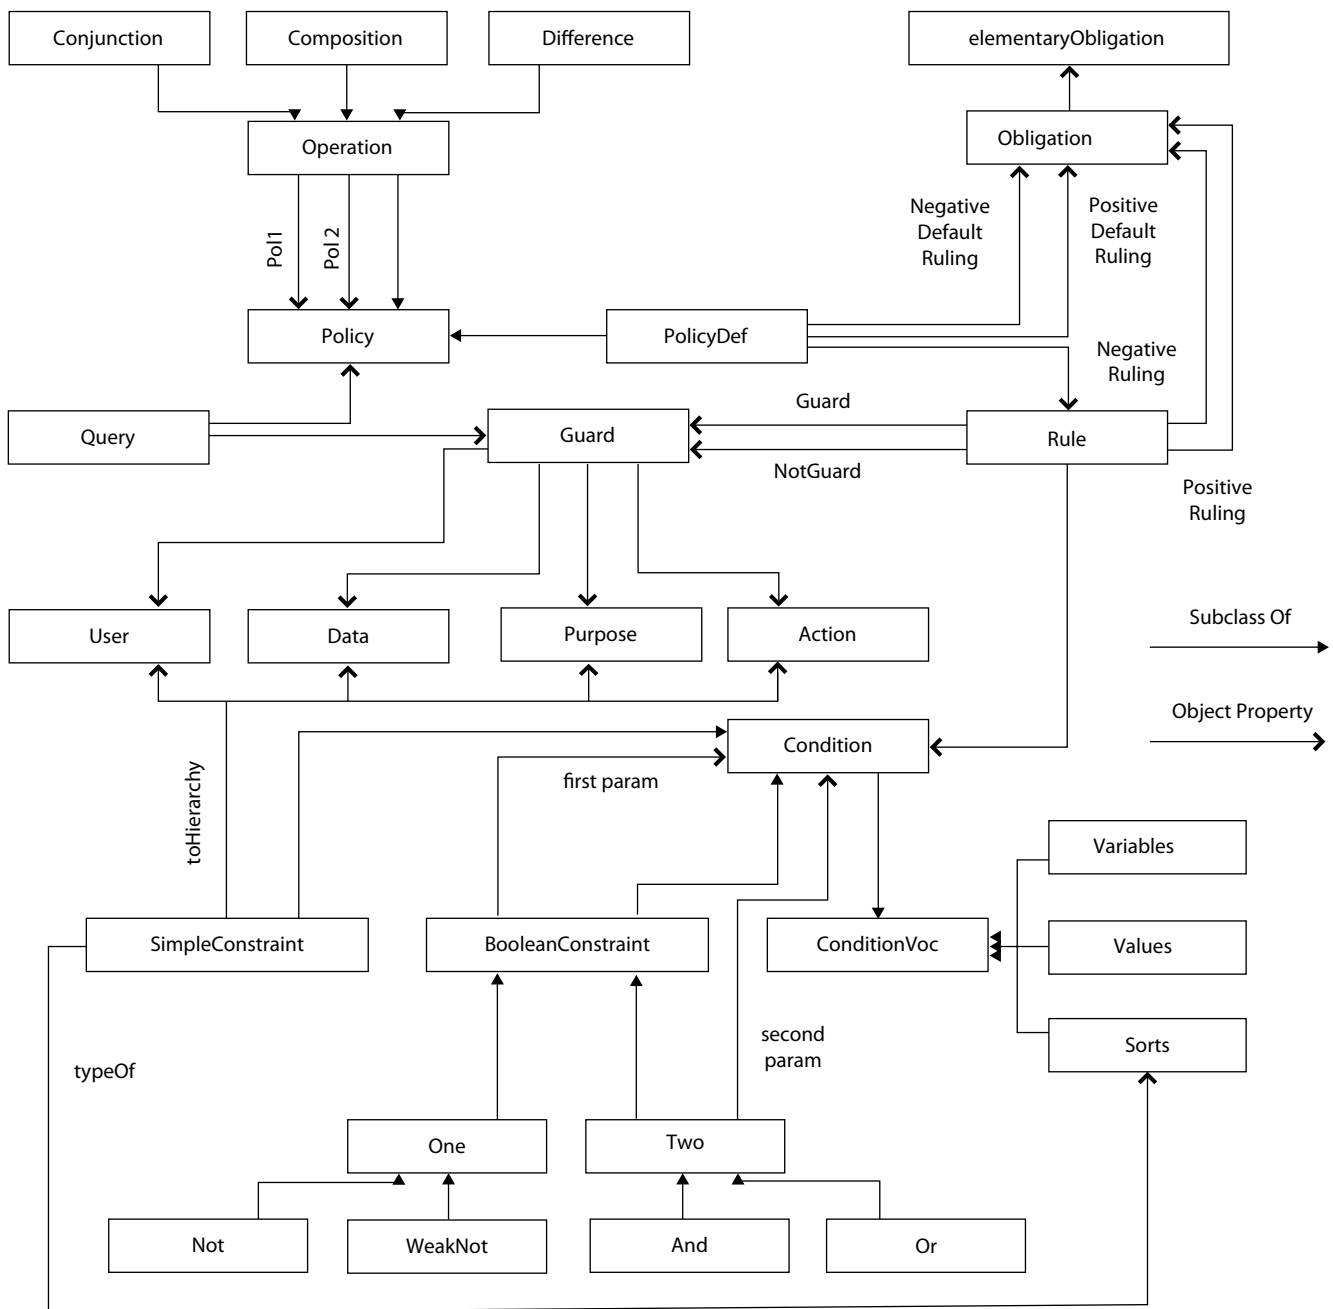 Conjunction
Composition
Difference
elementaryObligation
Operation
Obligation
Pol1
Pol 2
Negative
Default
Ruling
Positive
Default
Ruling
Policy
PolicyDef
Negative
Ruling
Guard
Query
Guard
Rule
NotGuard
Positive
Ruling
User
Data
Purpose
Action
Subclass Of
Object Property
Condition
first param
toHierarchy
Variables
SimpleConstraint
BooleanConstraint
ConditionVoc
Values
second
param
Sorts
typeOf
One
Two
Not
WeakNot
And
Or